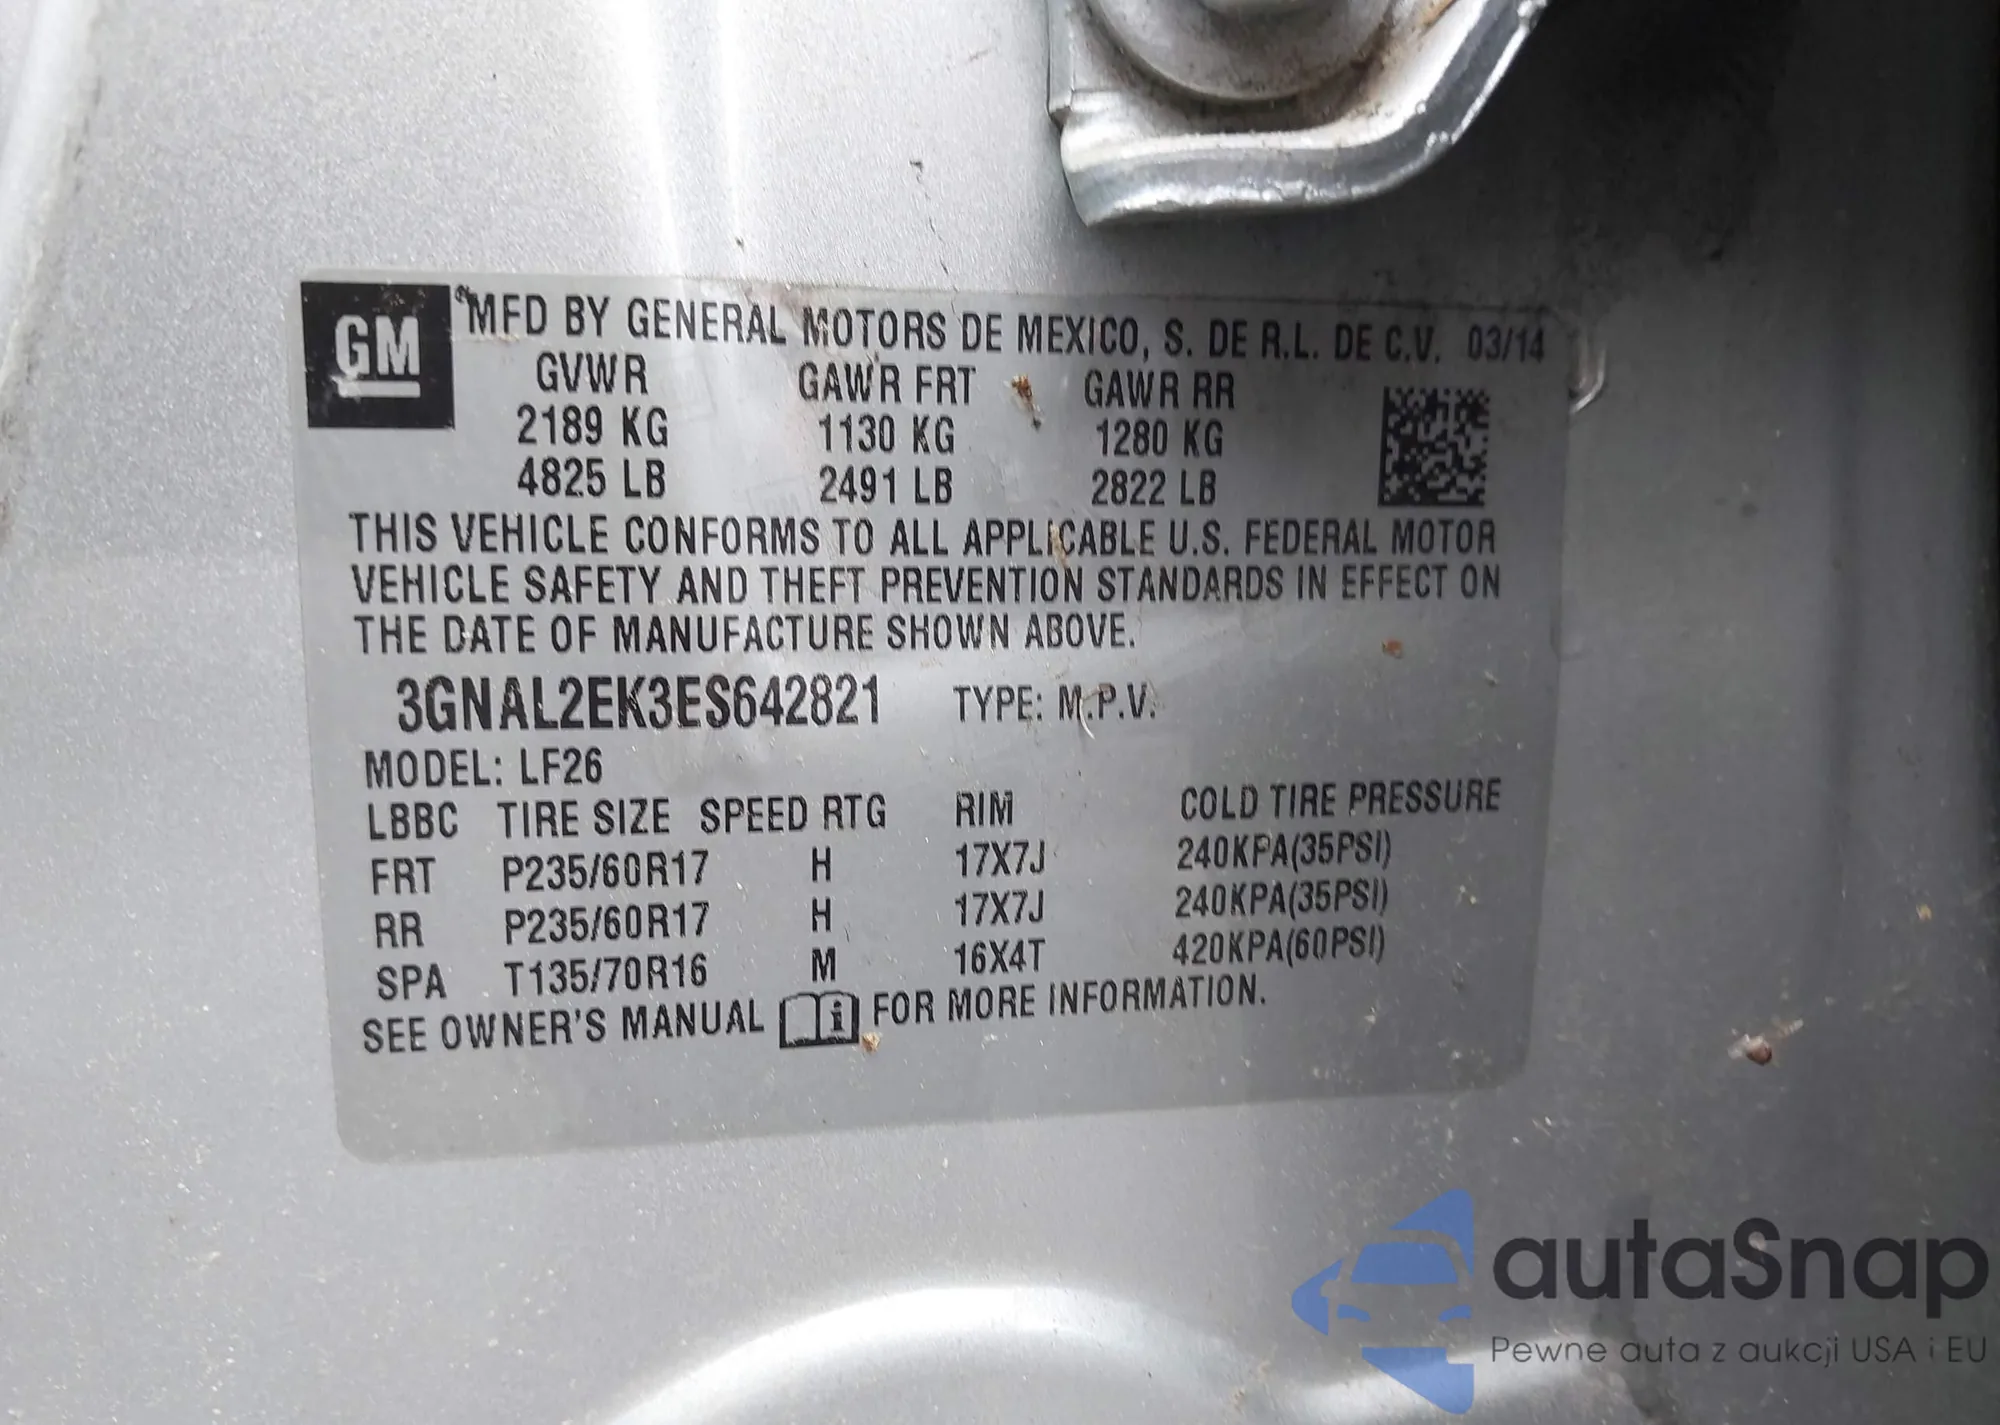 GM MFD BY GENERAL MOTORS DE MEXICO, S. DE R.L. DE C.V. 03/14
GVWR GAWR FRT GAWR RR
2189 KG 1130 KG 1280 KG
4825 LB 2491 LB 2822 LB
THIS VEHICLE CONFORMS TO ALL APPLICABLE U.S. FEDERAL MOTOR
VEHICLE SAFETY AND THEFT PREVENTION STANDARDS IN EFFECT ON
THE DATE OF MANUFACTURE SHOWN ABOVE.
3GNAL2EK3ES642821 TYPE: M.P.V.
MODEL: LF26
LBBC TIRE SIZE SPEED RTG RIM COLD TIRE PRESSURE
FRT P235/60R17 H 17X7J 240KPA(35PSI)
RR P235/60R17 H 17X7J 240KPA(35PSI)
SPA T135/70R16 M 16X4T 420KPA(60PSI)
SEE OWNER'S MANUAL i FOR MORE INFORMATION.
autaSnap
Pewne auta z aukcji USA i EU